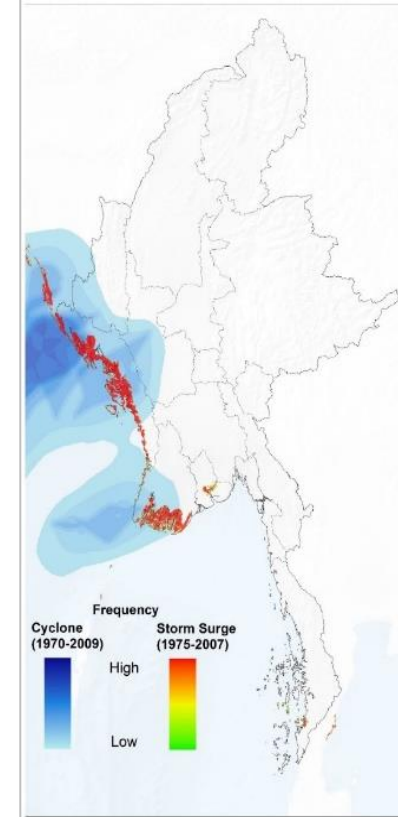 Frequency
Cyclone
(1970-2009)
Storm Surge
(1975-2007)
High
Low